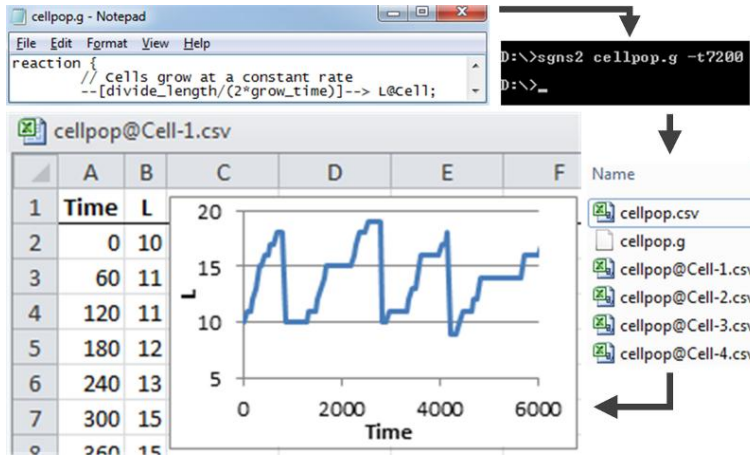 cellpop.g - Notepad
File Edit Format View Help
reaction {
// Cells grow at a constant rate
--[divide_length/(2*grow_time)]--> L@Cell;
D:\>sgns2 cellpop.g -t7200
D:\>_
cellpop@Cell-1.csv
A B C D E F
1 Time L
2 0 10
3 60 11
4 120 11
5 180 12
6 240 13
7 300 15
8 360 15
20
15
10
5
L
0 2000 4000 6000
Time
Name
cellpop.csv
cellpop.g
cellpop@Cell-1.csv
cellpop@Cell-2.csv
cellpop@Cell-3.csv
cellpop@Cell-4.csv